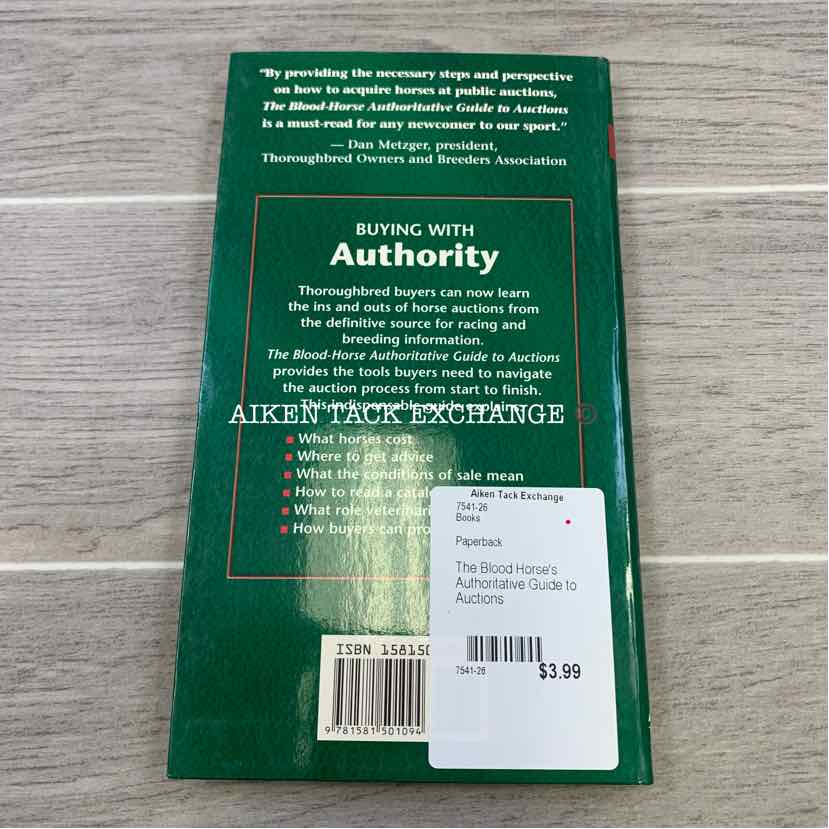 “By providing the necessary steps and perspective
on how to acquire horses at public auctions,
The Blood-Horse Authoritative Guide to Auctions
is a must-read for any newcomer to our sport.”
— Dan Metzger, president,
Thoroughbred Owners and Breeders Association
BUYING WITH
Authority
Thoroughbred buyers can now learn
the ins and outs of horse auctions from
the definitive source for racing and
breeding information.
The Blood-Horse Authoritative Guide to Auctions
provides the tools buyers need to navigate
the auction process from start to finish.
This indispensable guide explains
AIKEN TACK EXCHANGE ©
■ What horses cost
■ Where to get advice
■ What the conditions of sale mean
■ How to read a
■ What role
■ How buyers can
Aiken Tack Exchange
7541-26
Books
Paperback
The Blood Horse's
Authoritative Guide to
Auctions
7541-26
$3.99
ISBN 158150
9 781581 501094